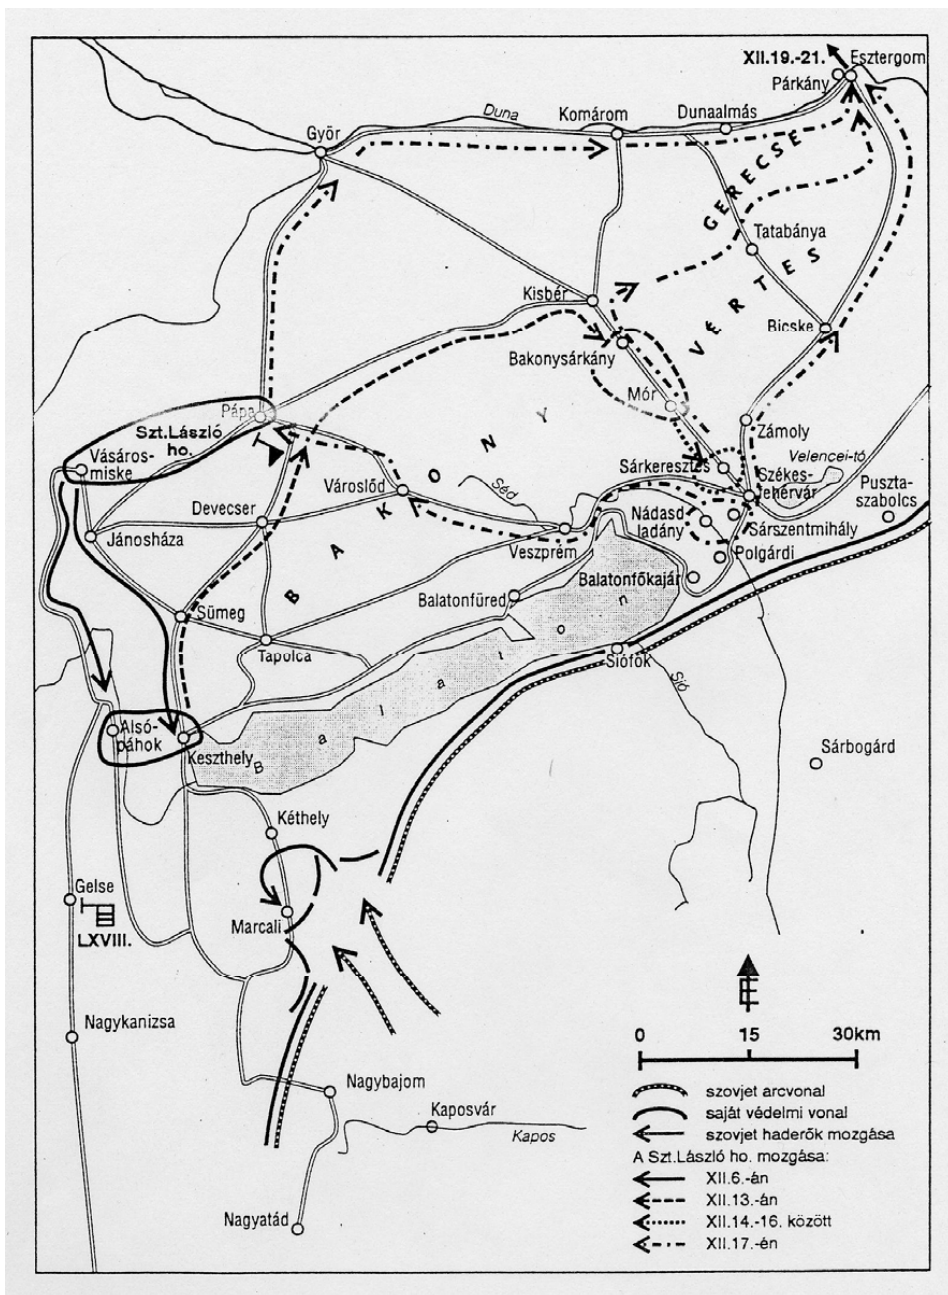 XII.19.-21.
Esztergom
Párkány
Duna
Komárom
Dunaalmás
Győr
GERECSE
Tatabánya
VÉRTES
Kisbér
Bicske
Bakonysárkány
Mór
Pápa
Szt.László
ho.
Zámoly
Vásáros-
miske
Sárkeresztes
Velencei-tó
Székes-
fehérvár
Puszta-
szabolcs
Városlőd
Séd
Devecser
BAKONY
Nádasd
ladány
Sárszentmihály
Jánosháza
Veszprém
Polgárdi
Balatonfőkajár
Balatonfüred
Sümeg
Tapolca
Balaton
Siófok
Sió
Alsó-
páhok
Keszthely
Sárbogárd
Kéthely
Gelse
LXVIII.
Marcali
É
Nagykanizsa
0 15 30km
Nagybajom
Kaposvár
Kapos
Nagyatád
szovjet arcvonal
saját védelmi vonal
szovjet haderők mozgása
A Szt.László ho. mozgása:
XII.6.-án
XII.13.-án
XII.14.-16. között
XII.17.-én